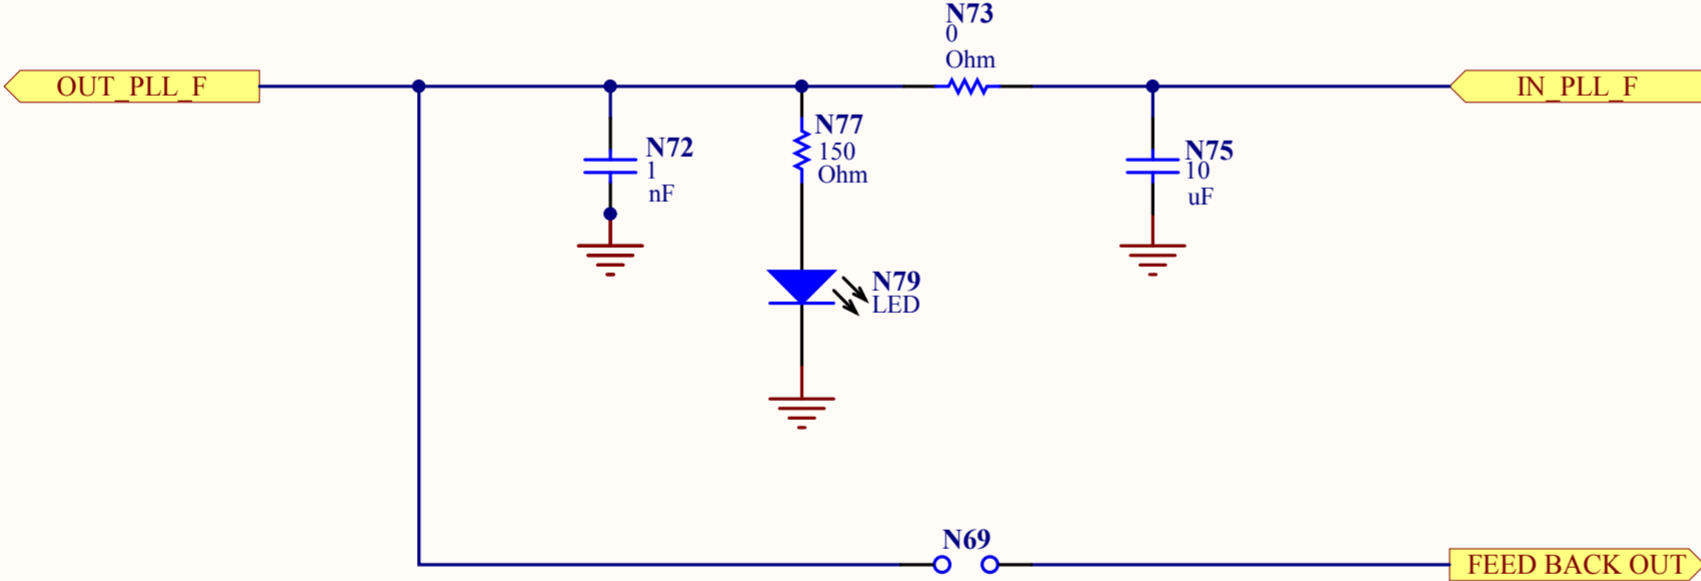 N73
0
Ohm
OUT_PLL_F
IN_PLL_F
N77
150
Ohm
N72
1
nF
N75
10
uF
N79
LED
N69
FEED BACK OUT